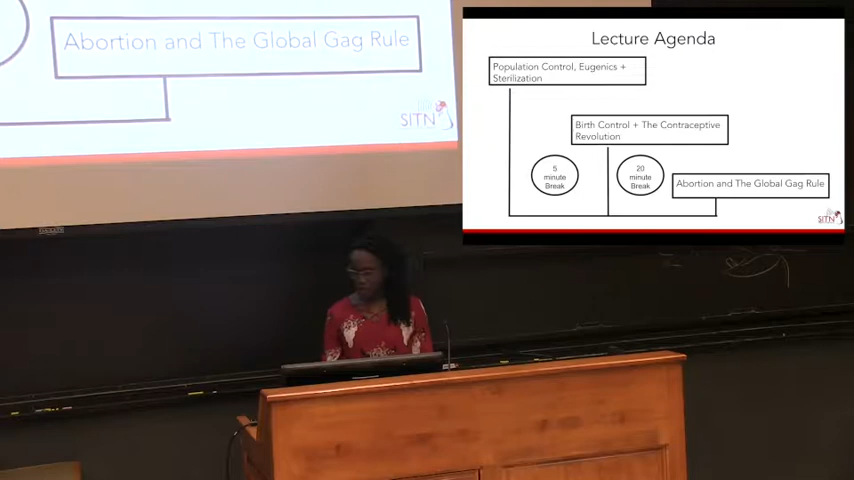 Abortion and The Global Gag Rule
SITN
Lecture Agenda
Population Control, Eugenics +
Sterilization
Birth Control + The Contraceptive
Revolution
5
minute
Break
20
minute
Break
Abortion and The Global Gag Rule
SITN